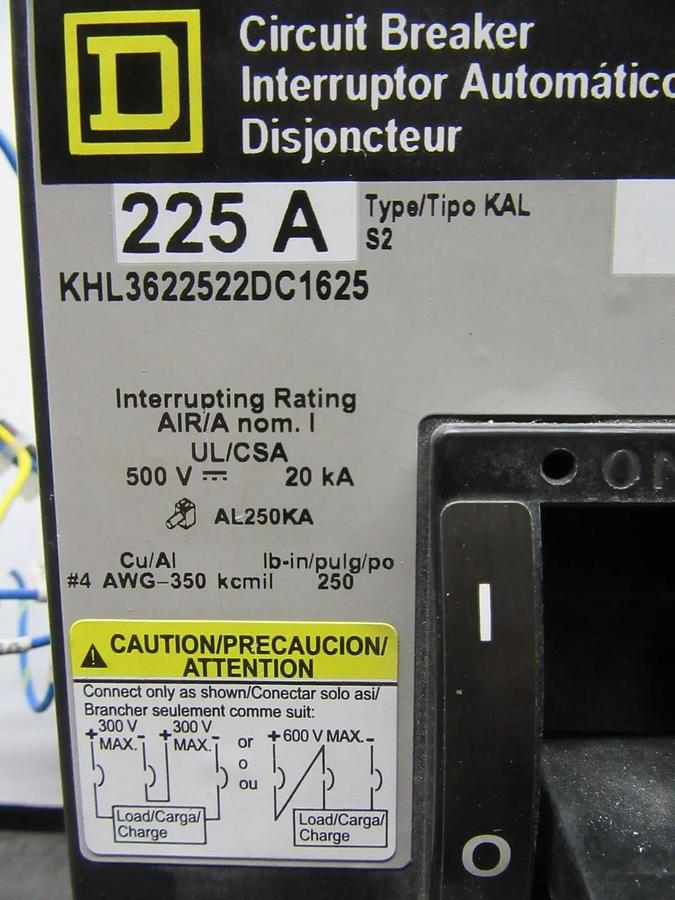 D
Circuit Breaker
Interruptor Automático
Disjoncteur
225 A
Type/Tipo KAL
S2
KHL3622522DC1625
Interrupting Rating
AIR/A nom. I
UL/CSA
500 V ⎓ 20 kA
AL250KA
Cu/Al lb-in/pulg/po
#4 AWG–350 kcmil 250
ON
I
O
CAUTION/PRECAUCION/
ATTENTION
Connect only as shown/Conectar solo asi/
Brancher seulement comme suit:
+ 300 V MAX. - + 300 V MAX. - or o ou + 600 V MAX. -
Load/Carga/
Charge
Load/Carga/
Charge